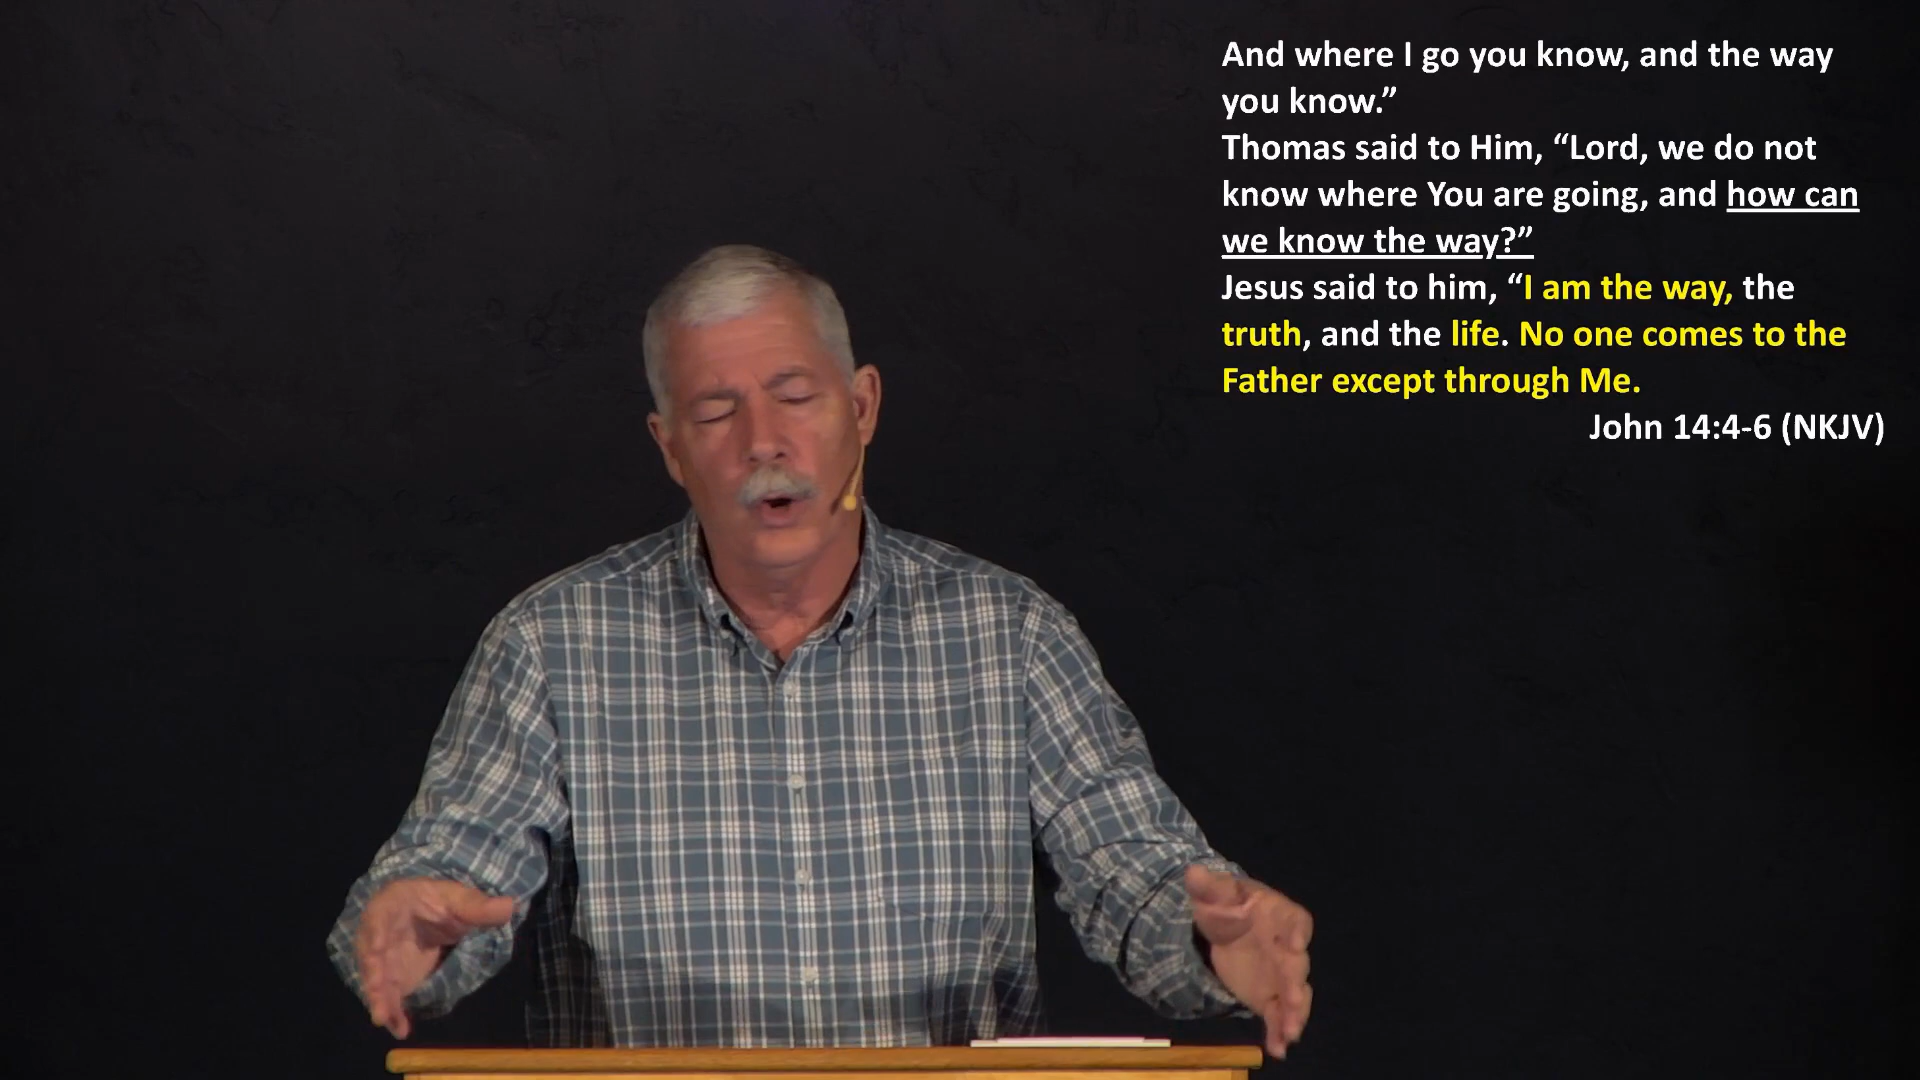 And where I go you know, and the way
you know.”
Thomas said to Him, “Lord, we do not
know where You are going, and how can
we know the way?”
Jesus said to him, “I am the way, the
truth, and the life. No one comes to the
Father except through Me.
John 14:4-6 (NKJV)